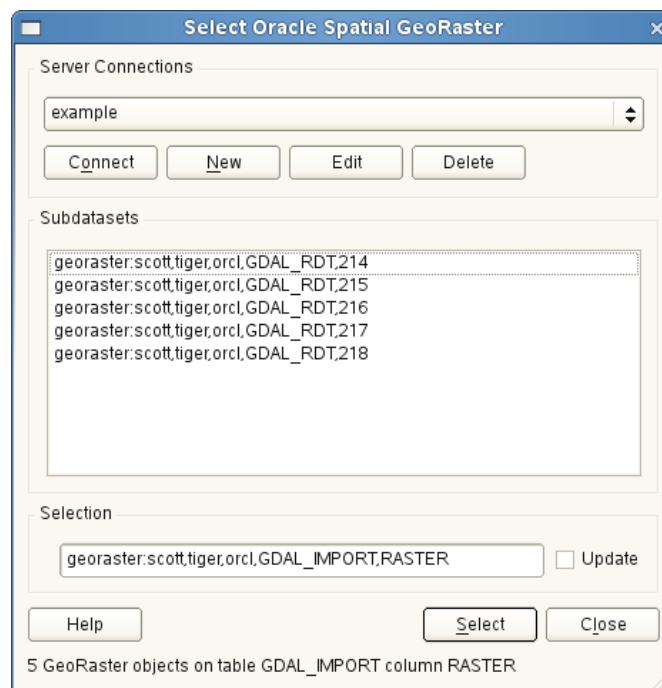 Select Oracle Spatial GeoRaster
Server Connections
example
Connect New Edit Delete
Subdatasets
georaster:scott,tiger,orcl,GDAL_RDT,214
georaster:scott,tiger,orcl,GDAL_RDT,215
georaster:scott,tiger,orcl,GDAL_RDT,216
georaster:scott,tiger,orcl,GDAL_RDT,217
georaster:scott,tiger,orcl,GDAL_RDT,218
Selection
georaster:scott,tiger,orcl,GDAL_IMPORT,RASTER Update
Help Select Close
5 GeoRaster objects on table GDAL_IMPORT column RASTER